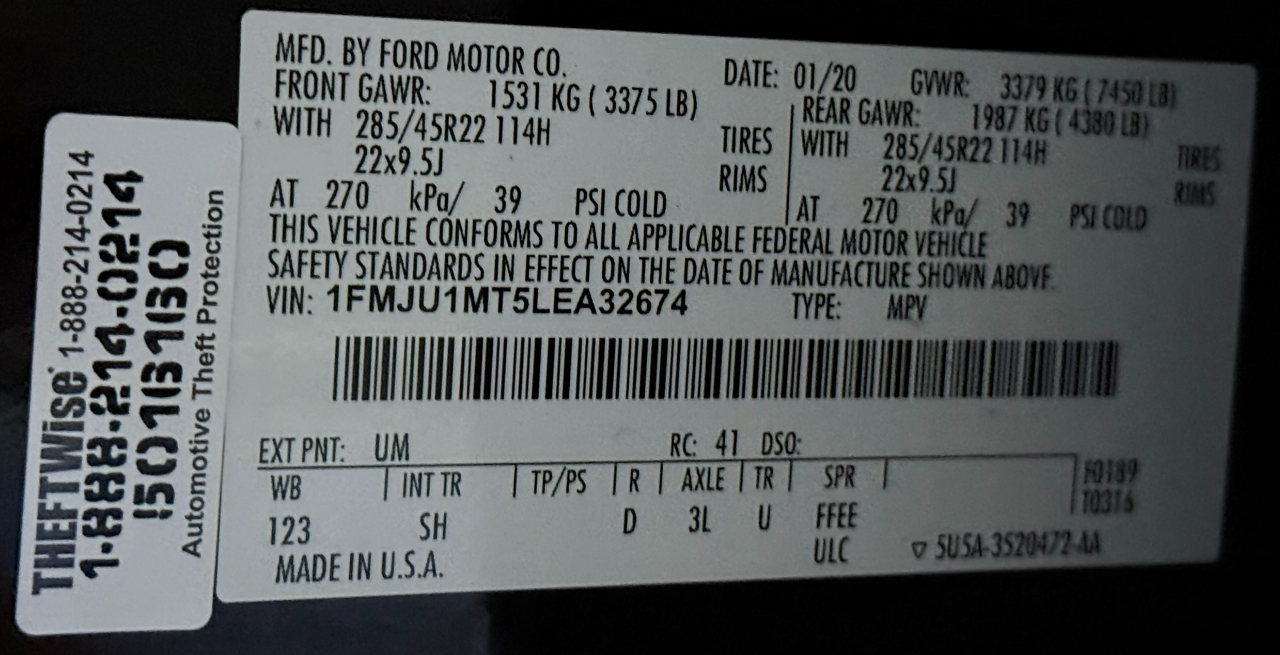 MFD. BY FORD MOTOR CO.
DATE: 01/20 GVWR: 3379 KG ( 7450 LB)
FRONT GAWR: 1531 KG ( 3375 LB)
WITH 285/45R22 114H TIRES
22x9.5J RIMS
AT 270 kPa/ 39 PSI COLD
REAR GAWR: 1987 KG ( 4380 LB)
WITH 285/45R22 114H TIRES
22x9.5J RIMS
AT 270 kPa/ 39 PSI COLD
THIS VEHICLE CONFORMS TO ALL APPLICABLE FEDERAL MOTOR VEHICLE
SAFETY STANDARDS IN EFFECT ON THE DATE OF MANUFACTURE SHOWN ABOVE.
VIN: 1FMJU1MT5LEA32674 TYPE: MPV
EXT PNT: UM RC: 41 DSO:
WB INT TR TP/PS R AXLE TR SPR
123 SH D 3L U FFEE
ULC
F0189
T0316
MADE IN U.S.A.
▽ 5U5A-3520472-AA
THEFTWise 1-888-214-0214
1-888-214-0214
!5013130
Automotive Theft Protection